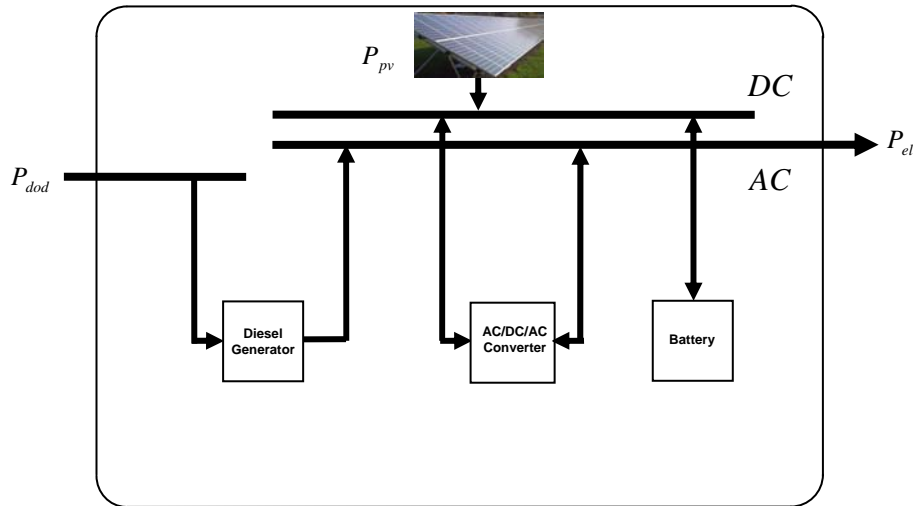 P_pv
DC
P_el
P_dod
AC
Diesel
Generator
AC/DC/AC
Converter
Battery